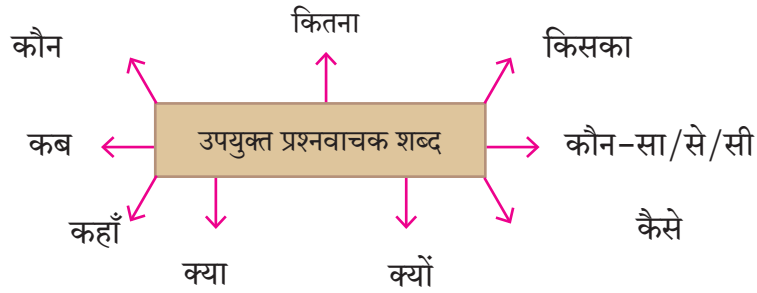 कितना
कौन
किसका
उपयुक्त प्रश्नवाचक शब्द
कब
कौन-सा/से/सी
कहाँ
कैसे
क्या
क्यों